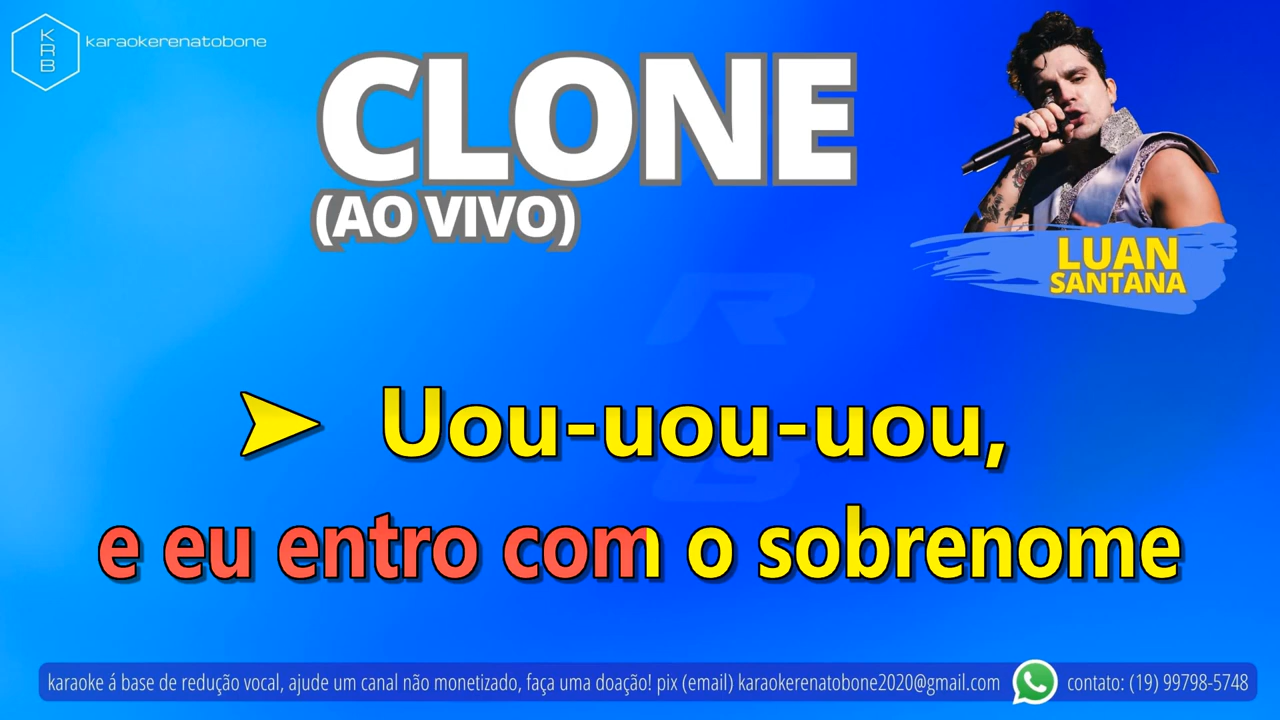 KRB
karaokerenatobone
CLONE
(AO VIVO)
LUAN
SANTANA
RB
➤ Uou-uou-uou,
e eu entro com o sobrenome
karaoke á base de redução vocal, ajude um canal não monetizado, faça uma doação! pix (email) karaokerenatobone2020@gmail.com contato: (19) 99798-5748